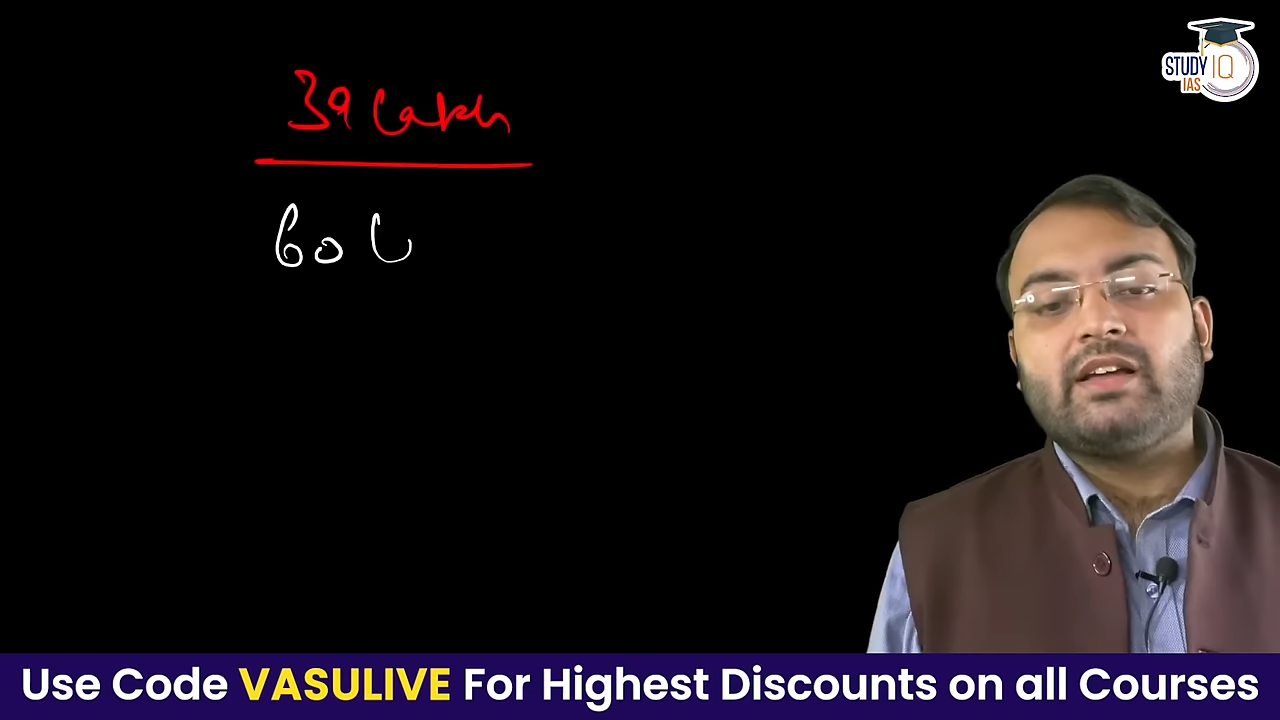 39 Lakh
60 L
STUDY IQ
IAS
Use Code VASULIVE For Highest Discounts on all Courses